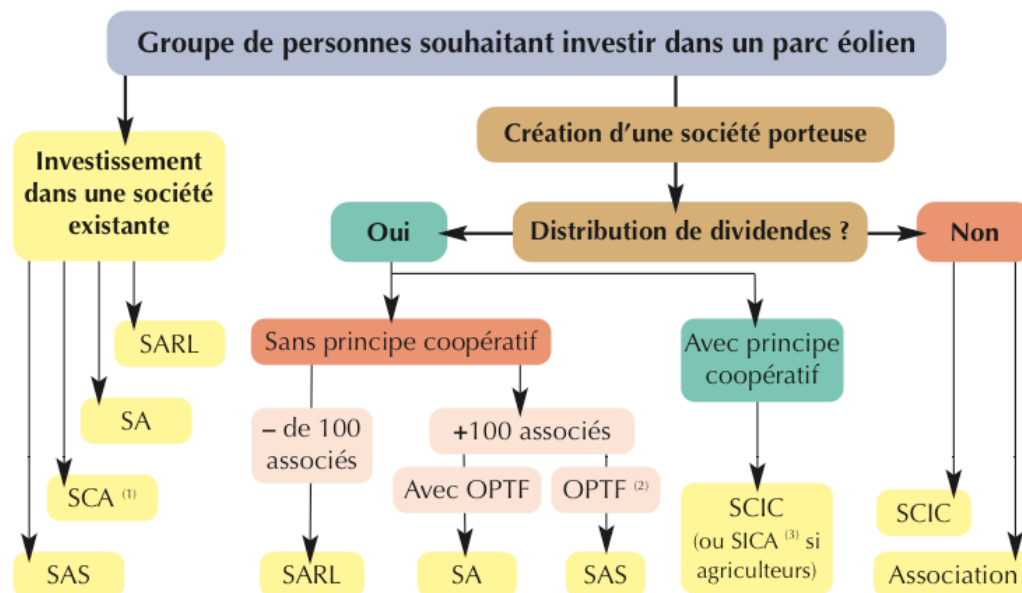 Groupe de personnes souhaitant investir dans un parc éolien
Création d'une société porteuse
Investissement
dans une société
existante
Oui
Distribution de dividendes ?
Non
SARL
SA
SCA (1)
SAS
Sans principe coopératif
Avec principe
coopératif
– de 100
associés
+100 associés
Avec OPTF
OPTF (2)
SARL
SA
SAS
SCIC
(ou SICA (3) si
agriculteurs)
SCIC
Association